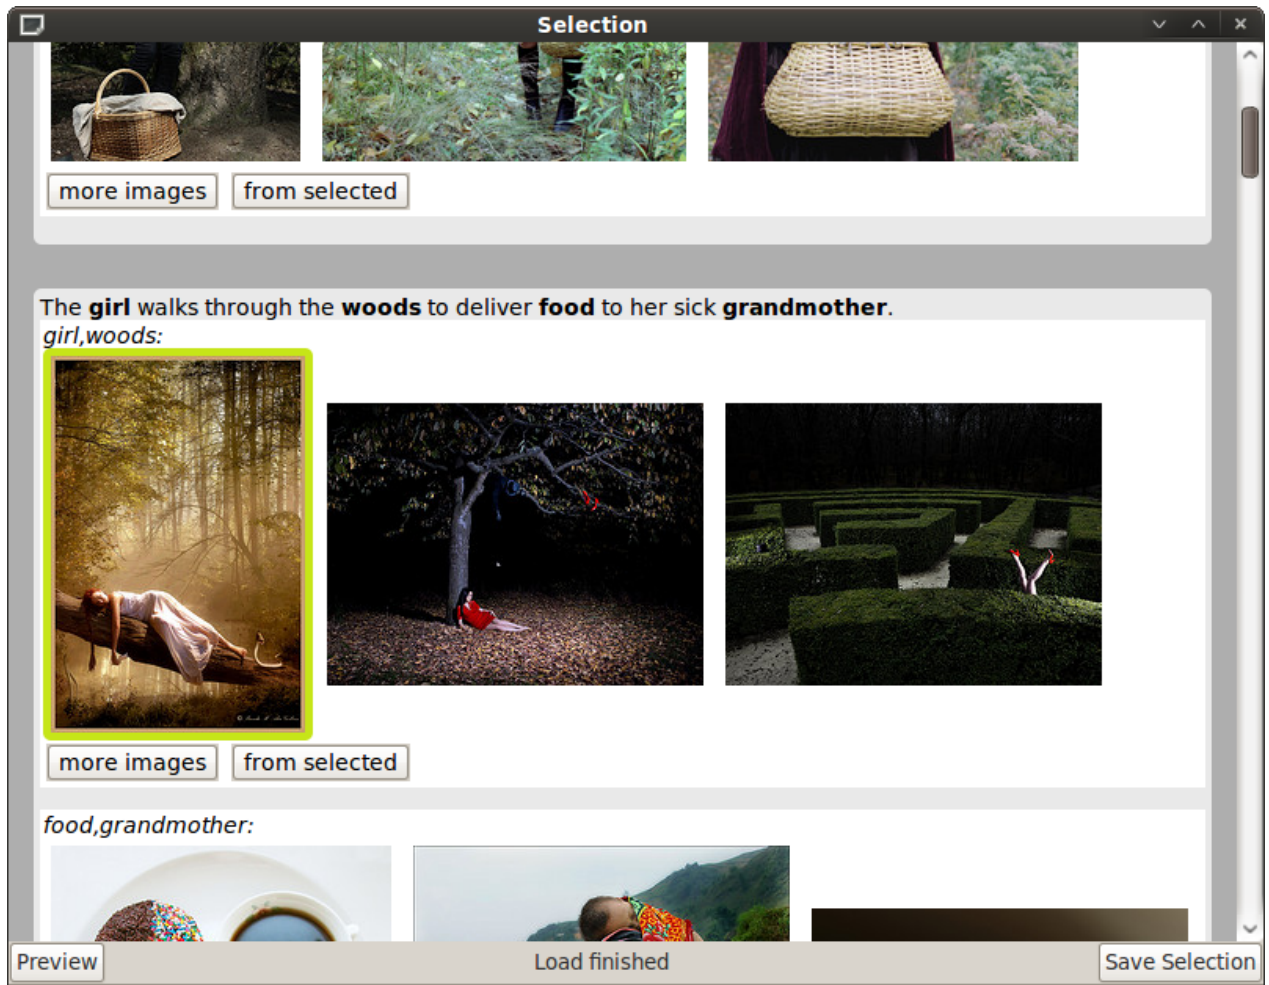 Selection
more images from selected
The girl walks through the woods to deliver food to her sick grandmother.
girl,woods:
more images from selected
food,grandmother:
Preview Load finished Save Selection